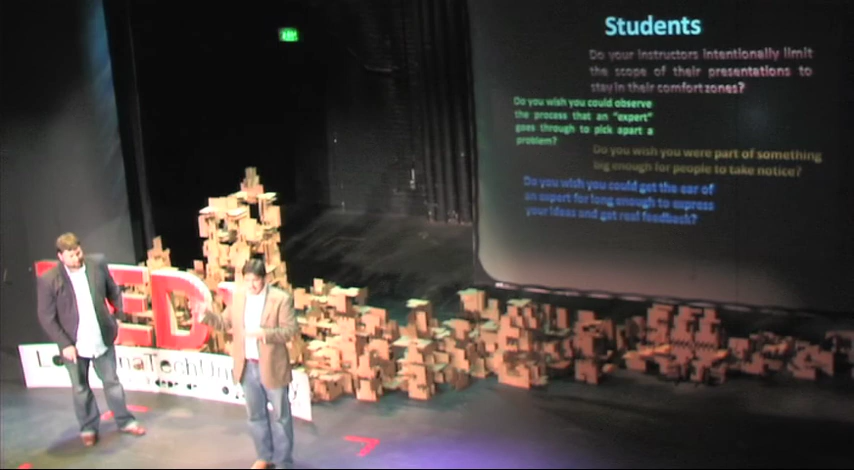 Students
Do your instructors intentionally limit
the scope of their presentations to
stay in their comfort zones?
Do you wish you could observe
the process that an “expert”
goes through to pick apart a
problem?
Do you wish you were part of something
big enough for people to take notice?
Do you wish you could get the ear of
an expert for long enough to express
your ideas and get real feedback?
TED